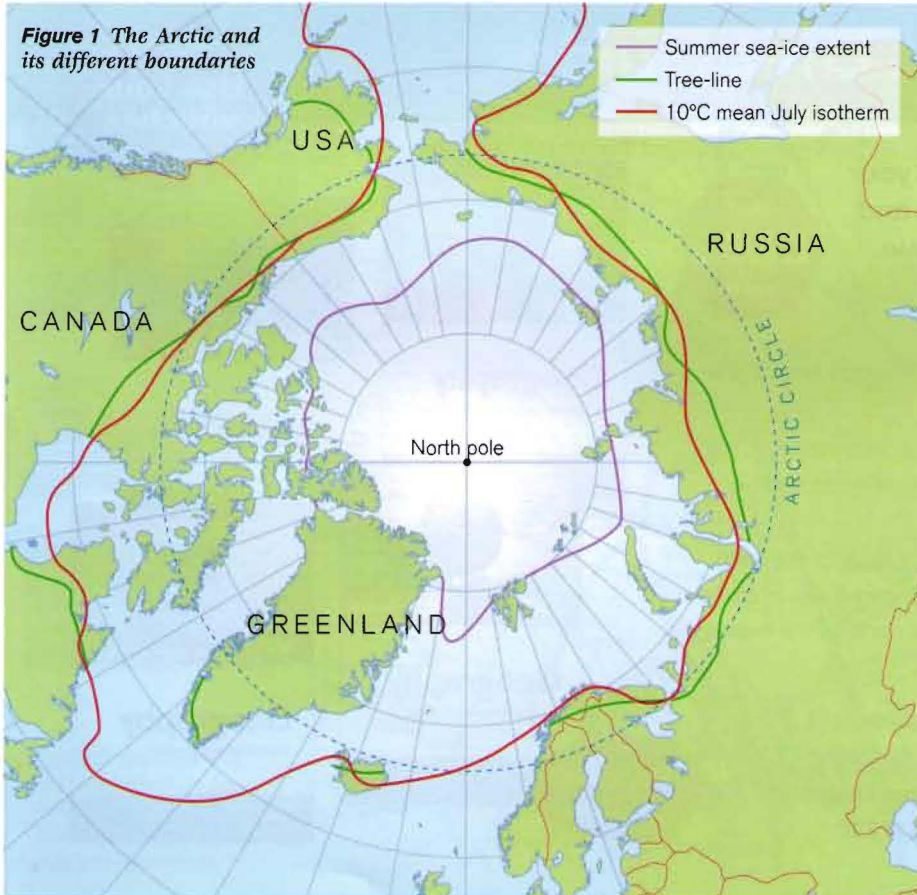 Figure 1 The Arctic and
its different boundaries
Summer sea-ice extent
Tree-line
10°C mean July isotherm
USA
RUSSIA
CANADA
ARCTIC CIRCLE
North pole
GREENLAND